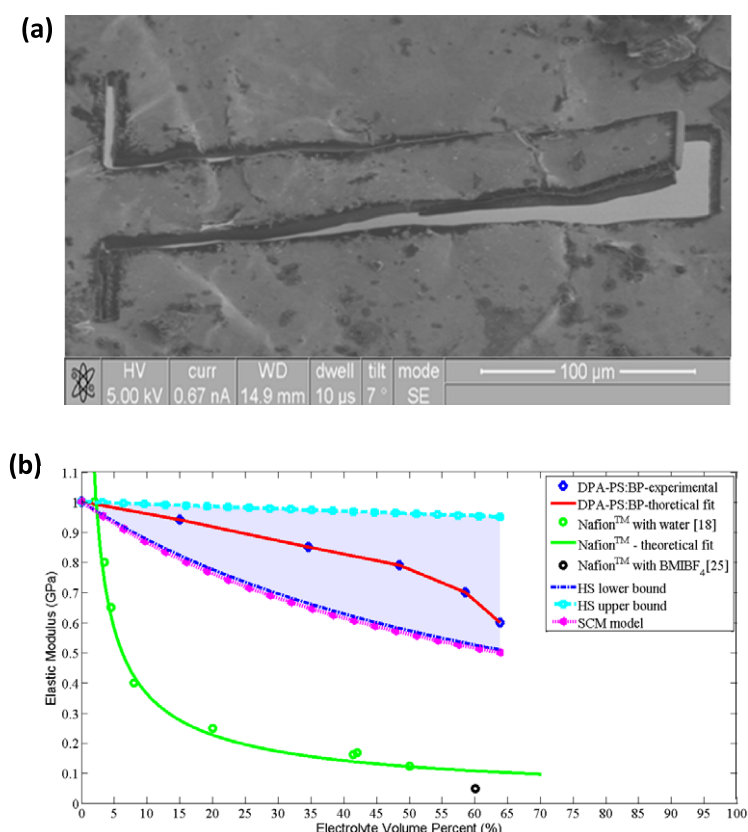 (a)
HV curr WD dwell tilt mode
100 µm
5.00 kV 0.67 nA 14.9 mm 10 µs 7 ° SE
(b)
1.1
1
0.9
0.8
0.7
0.6
0.5
0.4
0.3
0.2
0.1
0
Elastic Modulus (GPa)
DPA-PS:BP-experimental
DPA-PS:BP-thoretical fit
Nafion™ with water [18]
Nafion™ - theoretical fit
Nafion™ with BMIBF4[25]
HS lower bound
HS upper bound
SCM model
0 5 10 15 20 25 30 35 40 45 50 55 60 65 70 75 80 85 90 95 100
Electrolyte Volume Percent (%)